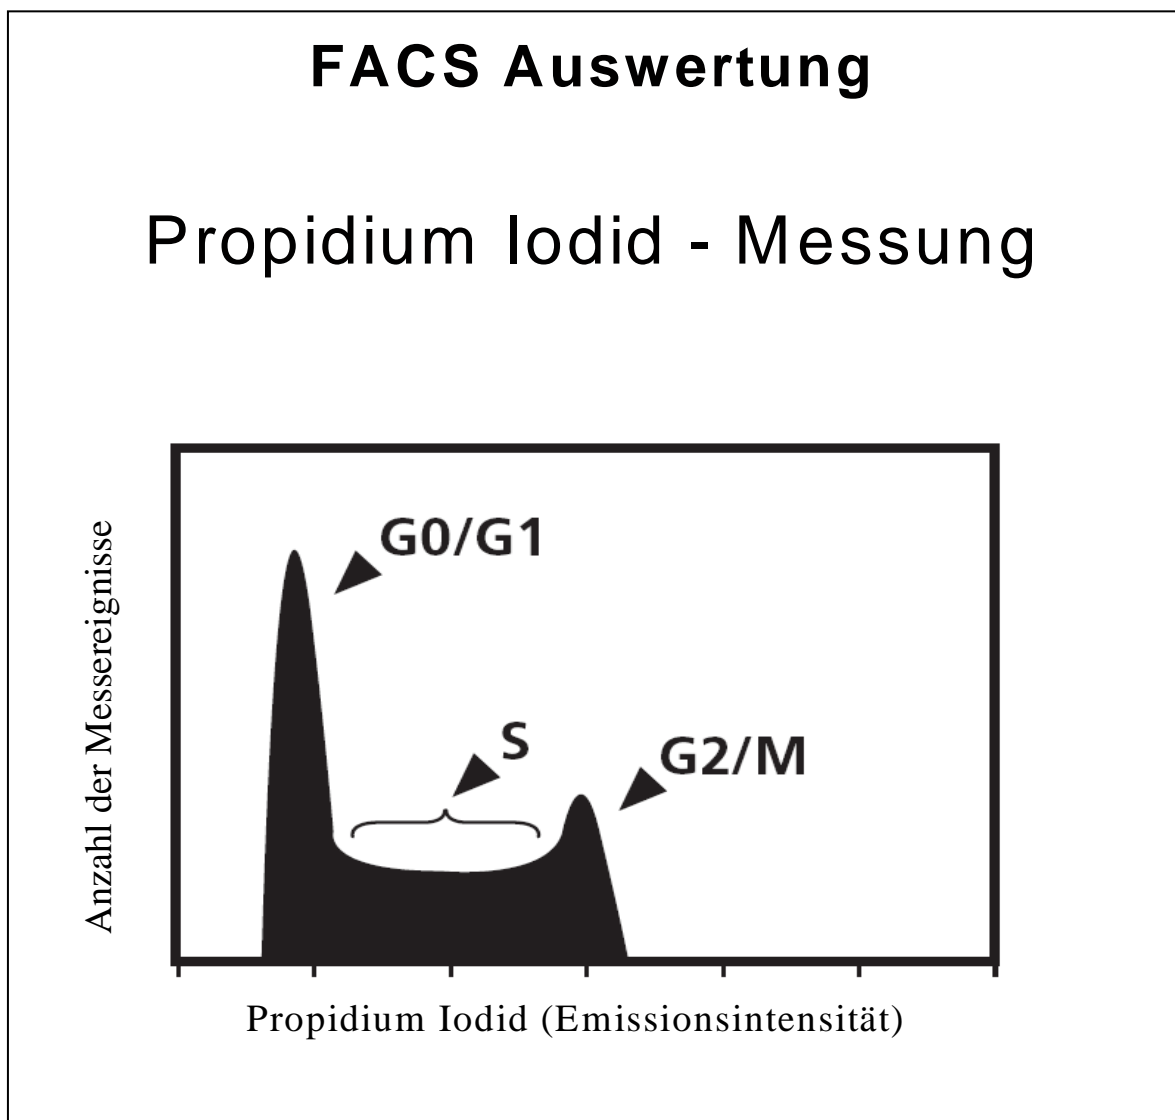 FACS Auswertung
Propidium Iodid - Messung
G0/G1
S
G2/M
Anzahl der Messereignisse
Propidium Iodid (Emissionsintensität)